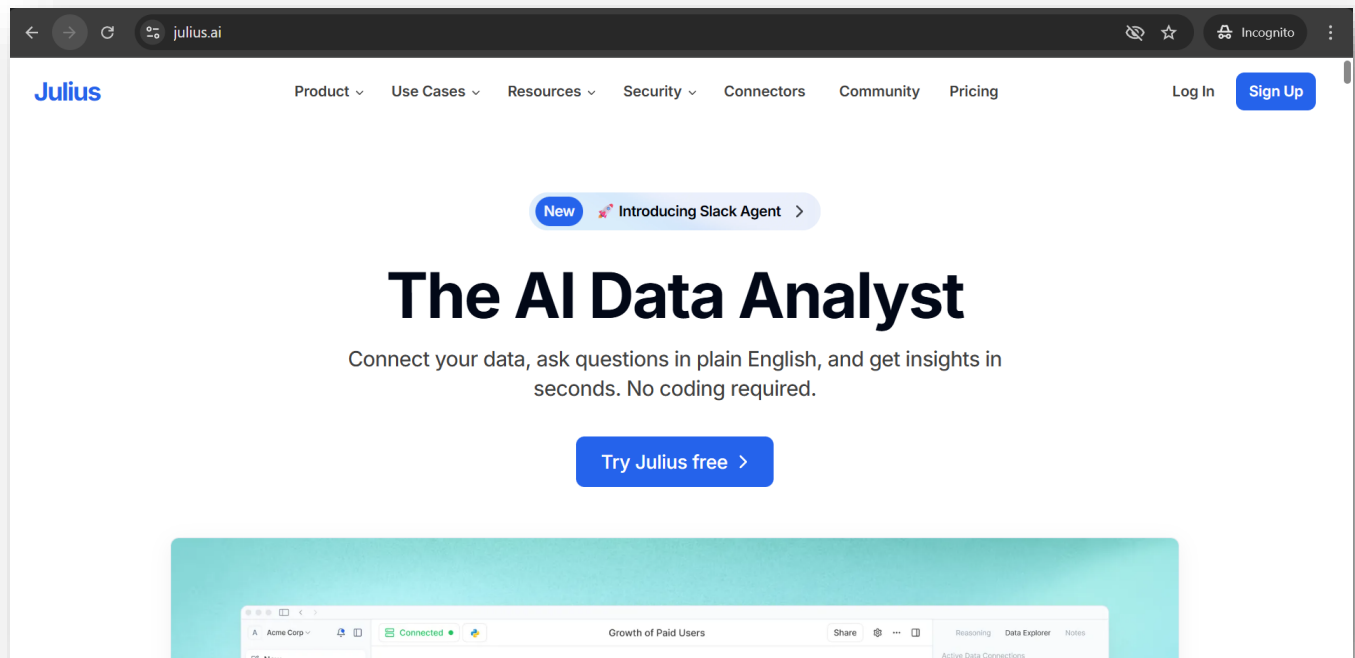 julius.ai
Incognito
Julius
Product Use Cases Resources Security Connectors Community Pricing Log In Sign Up
New 🚀 Introducing Slack Agent
The AI Data Analyst
Connect your data, ask questions in plain English, and get insights in
seconds. No coding required.
Try Julius free
A Acme Corp Connected Growth of Paid Users Share Reasoning Data Explorer Notes
Active Data Connections